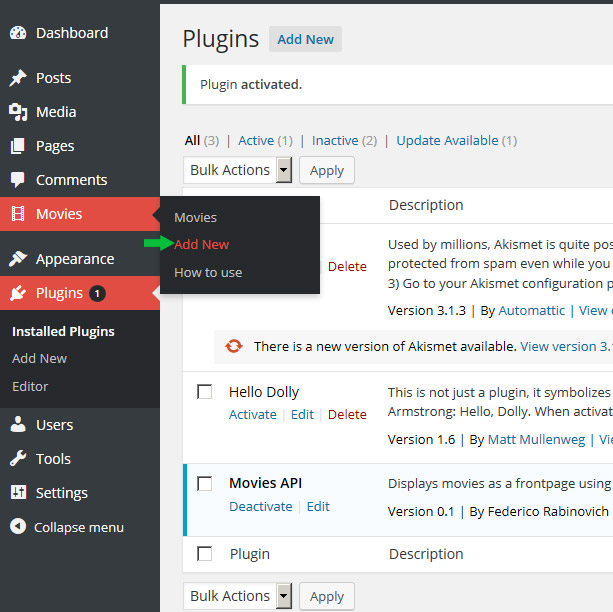 Dashboard
Posts
Media
Pages
Comments
Movies
Appearance
Plugins 1
Installed Plugins
Add New
Editor
Users
Tools
Settings
Collapse menu
Movies
Add New
How to use
Plugins Add New
Plugin activated.
All (3) | Active (1) | Inactive (2) | Update Available (1)
Bulk Actions Apply
Description
Delete
Used by millions, Akismet is quite pos
protected from spam even while you
3) Go to your Akismet configuration p
Version 3.1.3 | By Automattic | View
There is a new version of Akismet available. View version 3.
Hello Dolly
Activate | Edit | Delete
This is not just a plugin, it symbolizes
Armstrong: Hello, Dolly. When activat
Version 1.6 | By Matt Mullenweg | Vi
Movies API
Deactivate | Edit
Displays movies as a frontpage using
Version 0.1 | By Federico Rabinovich
Plugin Description
Bulk Actions Apply